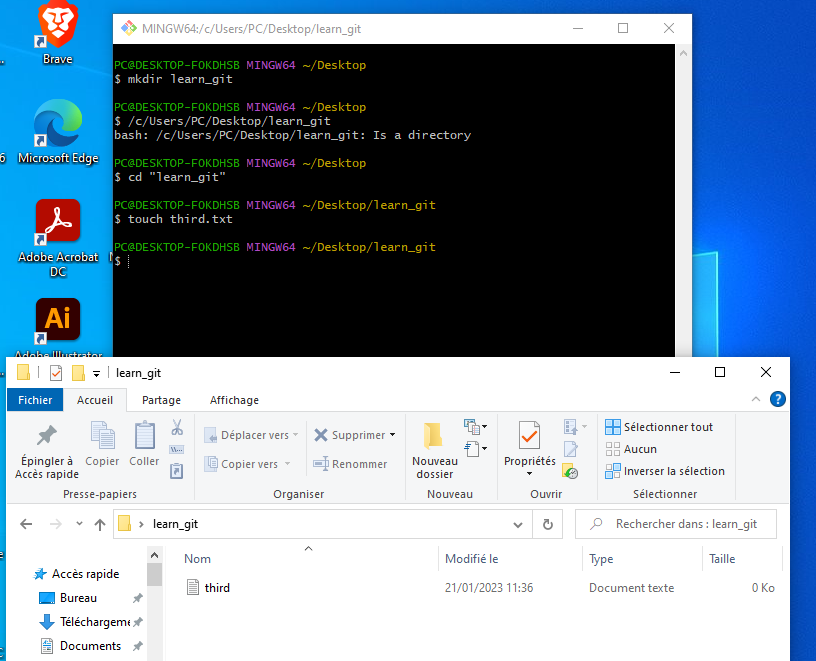 Brave
Microsoft Edge
Adobe Acrobat
DC
Ai
Adobe Illustrator
MINGW64:/c/Users/PC/Desktop/learn_git
PC@DESKTOP-F0KDHSB MINGW64 ~/Desktop
$ mkdir learn_git
PC@DESKTOP-F0KDHSB MINGW64 ~/Desktop
$ /c/Users/PC/Desktop/learn_git
bash: /c/Users/PC/Desktop/learn_git: Is a directory
PC@DESKTOP-F0KDHSB MINGW64 ~/Desktop
$ cd "learn_git"
PC@DESKTOP-F0KDHSB MINGW64 ~/Desktop/learn_git
$ touch third.txt
PC@DESKTOP-F0KDHSB MINGW64 ~/Desktop/learn_git
$
learn_git
Fichier Accueil Partage Affichage
Épingler à
Accès rapide
Copier
Coller
Presse-papiers
Déplacer vers
Copier vers
Supprimer
Renommer
Organiser
Nouveau
dossier
Nouveau
Propriétés
Ouvrir
Sélectionner tout
Aucun
Inverser la sélection
Sélectionner
learn_git
Rechercher dans : learn_git
Accès rapide
Bureau
Téléchargeme
Documents
Nom Modifié le Type Taille
third 21/01/2023 11:36 Document texte 0 Ko